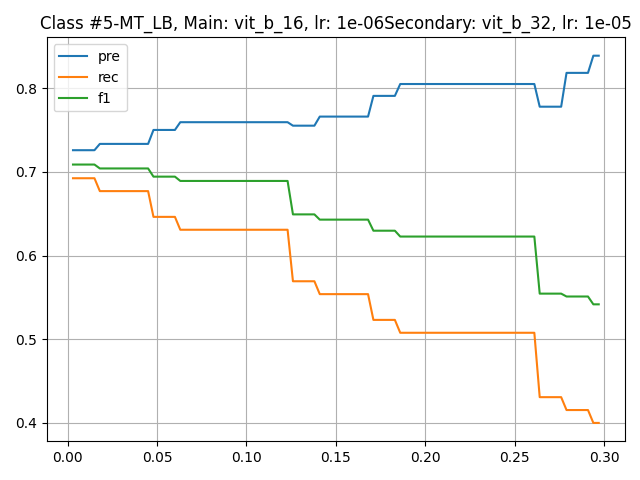 Class #5-MT_LB, Main: vit_b_16, lr: 1e-06Secondary: vit_b_32, lr: 1e-05
pre
rec
f1
0.8
0.7
0.6
0.5
0.4
0.00 0.05 0.10 0.15 0.20 0.25 0.30